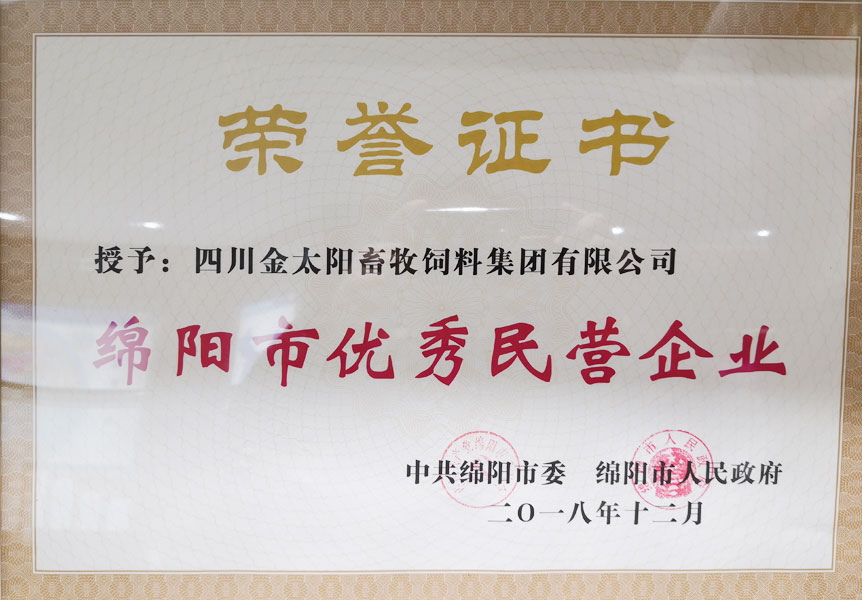 荣誉证书
授予：四川金太阳畜牧饲料集团有限公司
绵阳市优秀民营企业
中共绵阳市委 绵阳市人民政府
二〇一八年十二月